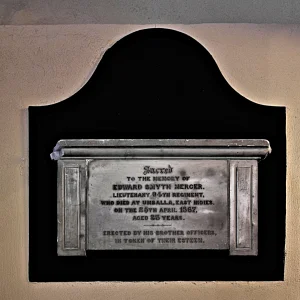 Sacred
TO THE MEMORY OF
EDWARD SMYTH MERCER,
LIEUTENANT 94TH REGIMENT,
WHO DIED AT UMBALLA, EAST INDIES,
ON THE 25TH APRIL 1867,
AGED 25 YEARS.
ERECTED BY HIS BROTHER OFFICERS,
IN TOKEN OF THEIR ESTEEM.